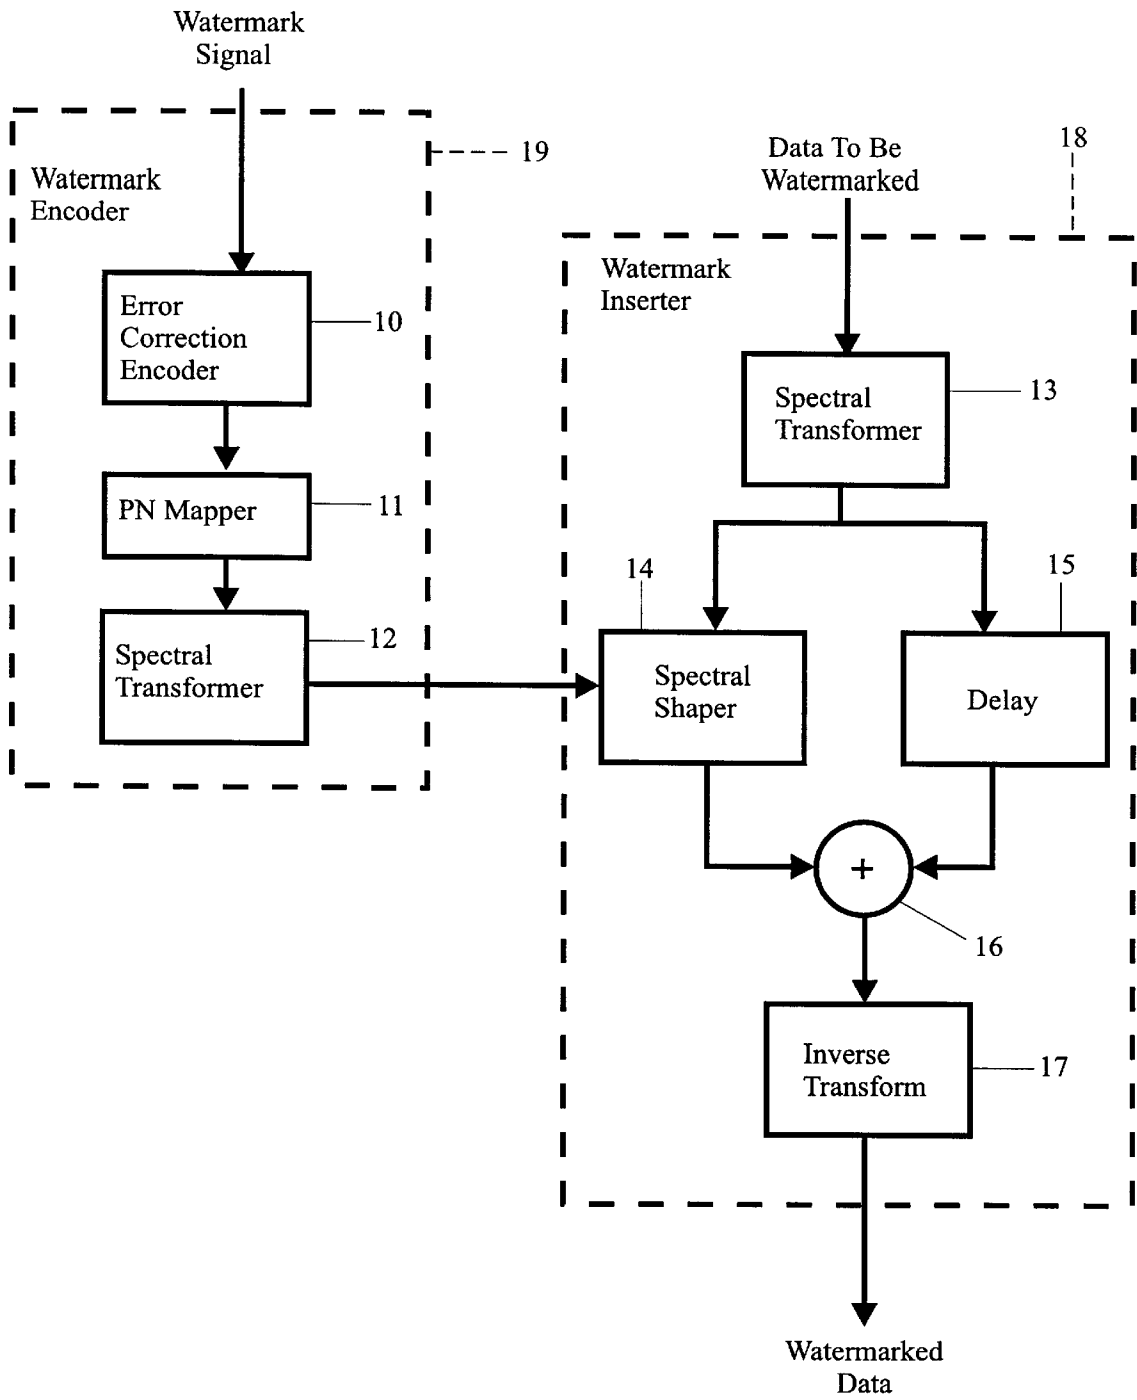 Watermark
Signal
19
Watermark
Encoder
Error
Correction
Encoder
10
PN Mapper
11
Spectral
Transformer
12
18
Data To Be
Watermarked
Watermark
Inserter
Spectral
Transformer
13
14
15
Spectral
Shaper
Delay
+
16
Inverse
Transform
17
Watermarked
Data